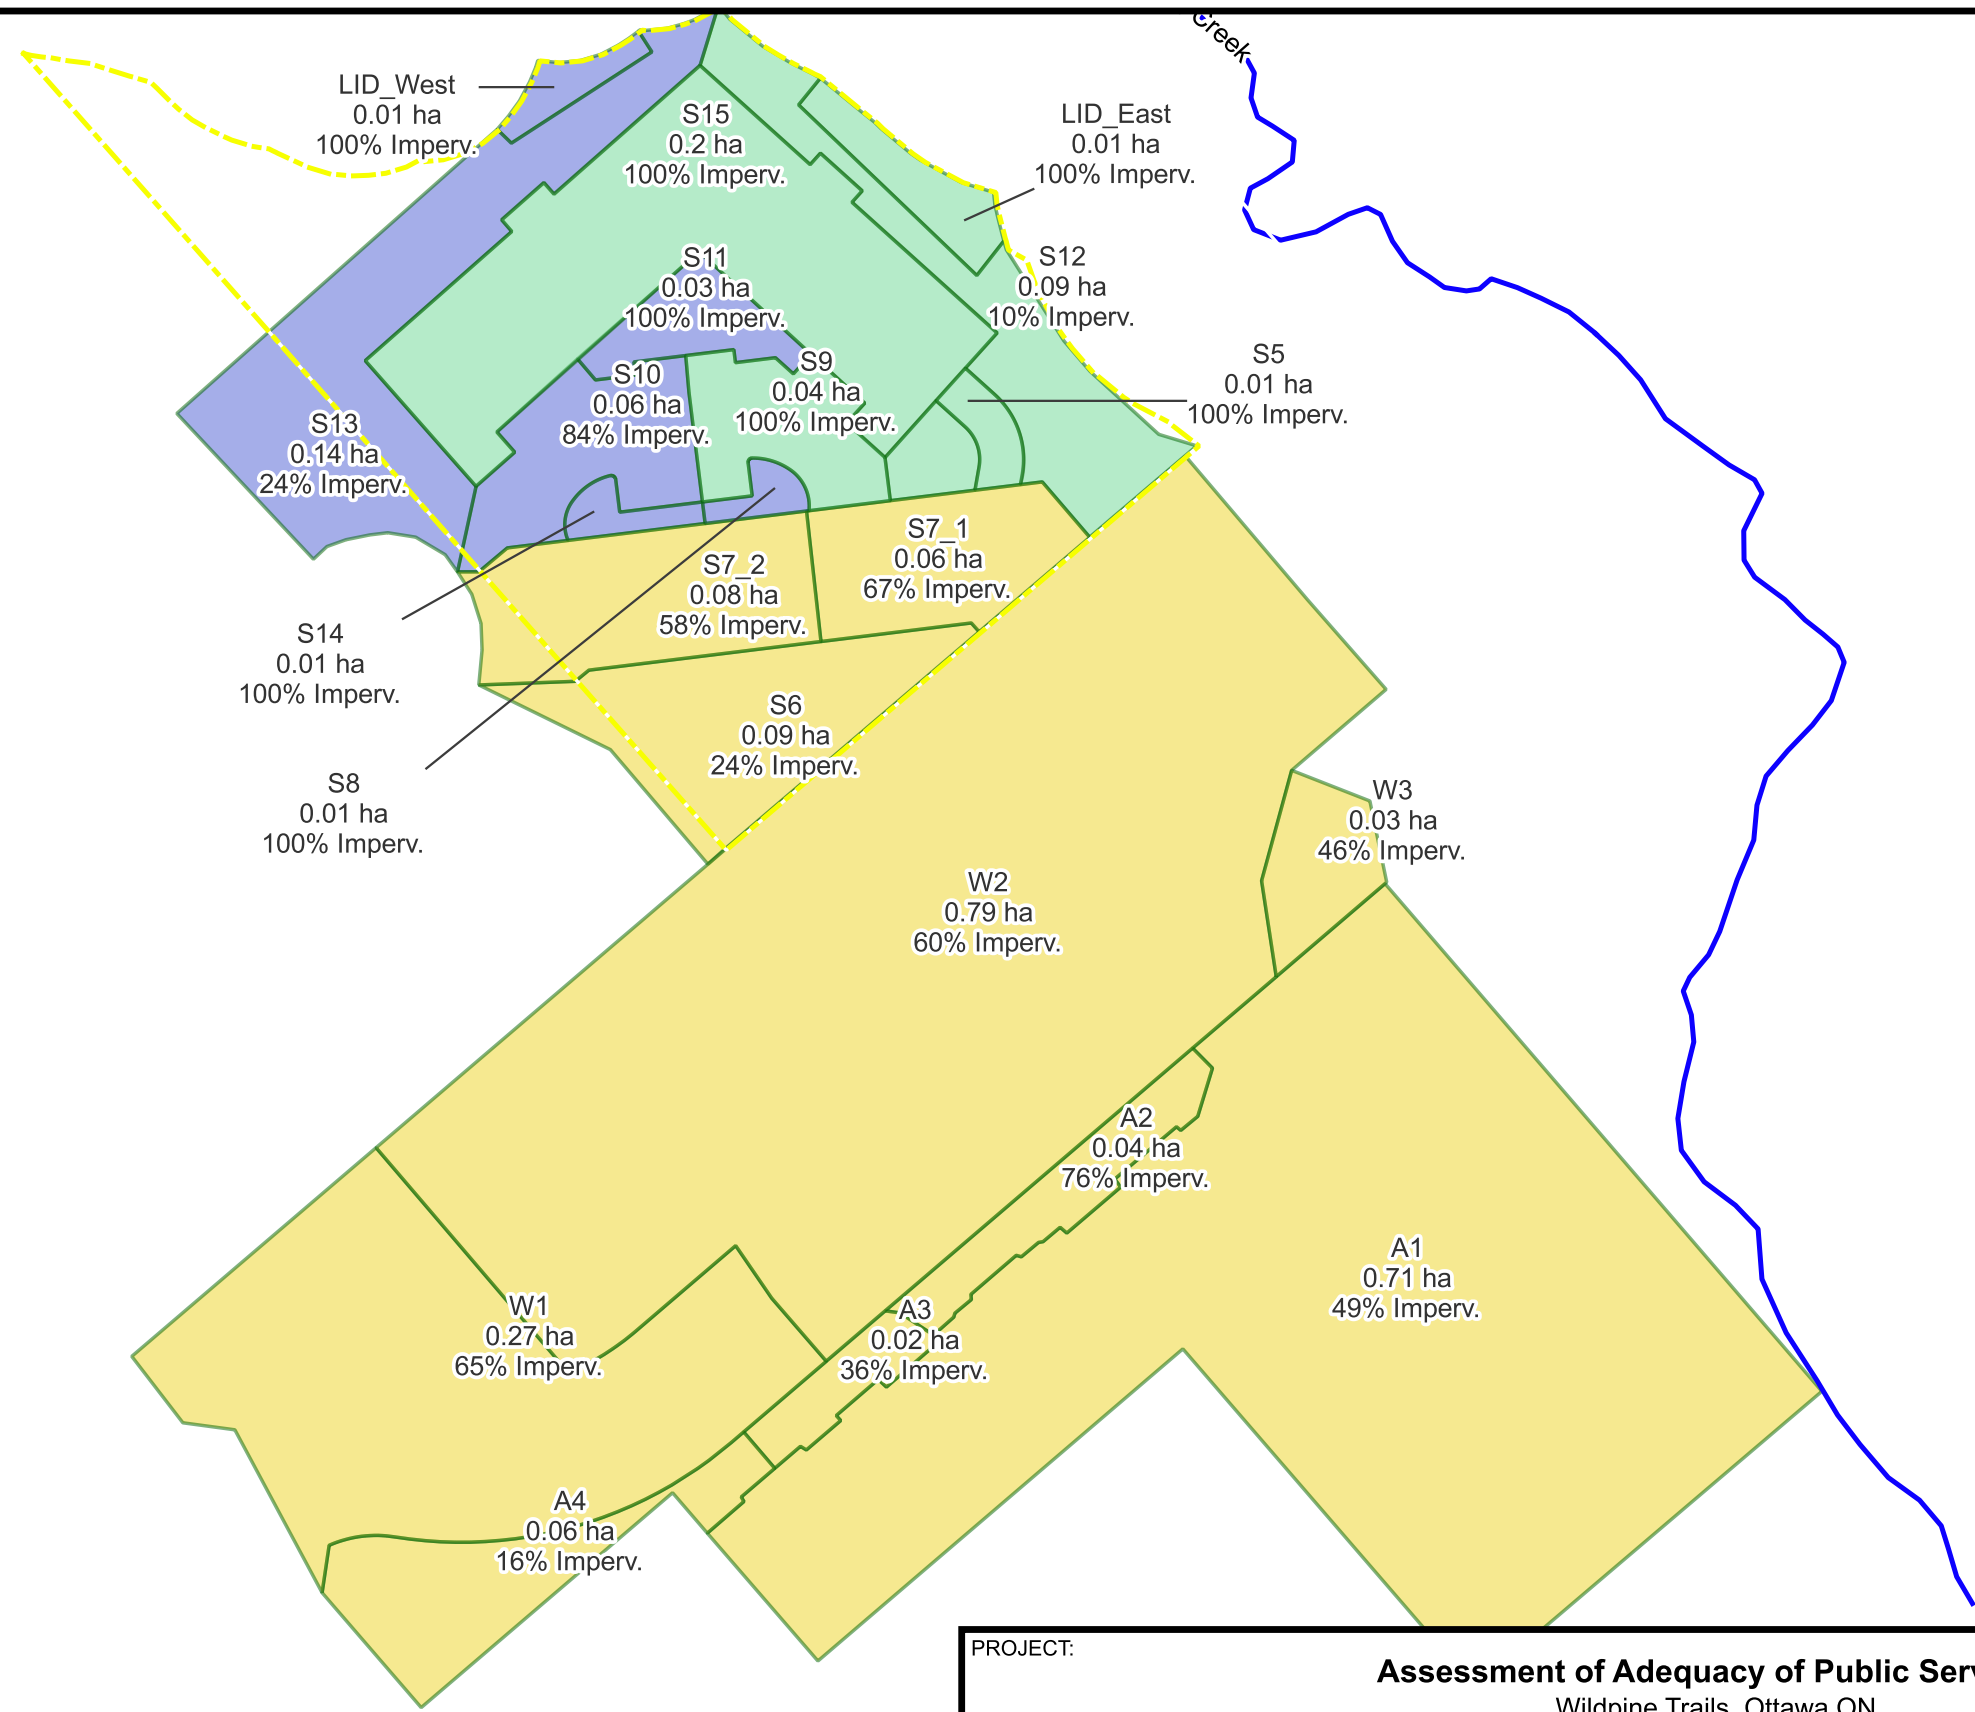 Creek
LID_West
0.01 ha
100% Imperv.
S15
0.2 ha
100% Imperv.
LID_East
0.01 ha
100% Imperv.
S11
0.03 ha
100% Imperv.
S12
0.09 ha
10% Imperv.
S5
0.01 ha
100% Imperv.
S10
0.06 ha
84% Imperv.
S9
0.04 ha
100% Imperv.
S13
0.14 ha
24% Imperv.
S7_1
0.06 ha
67% Imperv.
S7_2
0.08 ha
58% Imperv.
S14
0.01 ha
100% Imperv.
S6
0.09 ha
24% Imperv.
S8
0.01 ha
100% Imperv.
W3
0.03 ha
46% Imperv.
W2
0.79 ha
60% Imperv.
A2
0.04 ha
76% Imperv.
A1
0.71 ha
49% Imperv.
W1
0.27 ha
65% Imperv.
A3
0.02 ha
36% Imperv.
A4
0.06 ha
16% Imperv.
PROJECT:
Assessment of Adequacy of Public Serv
Wildpine Trails, Ottawa ON